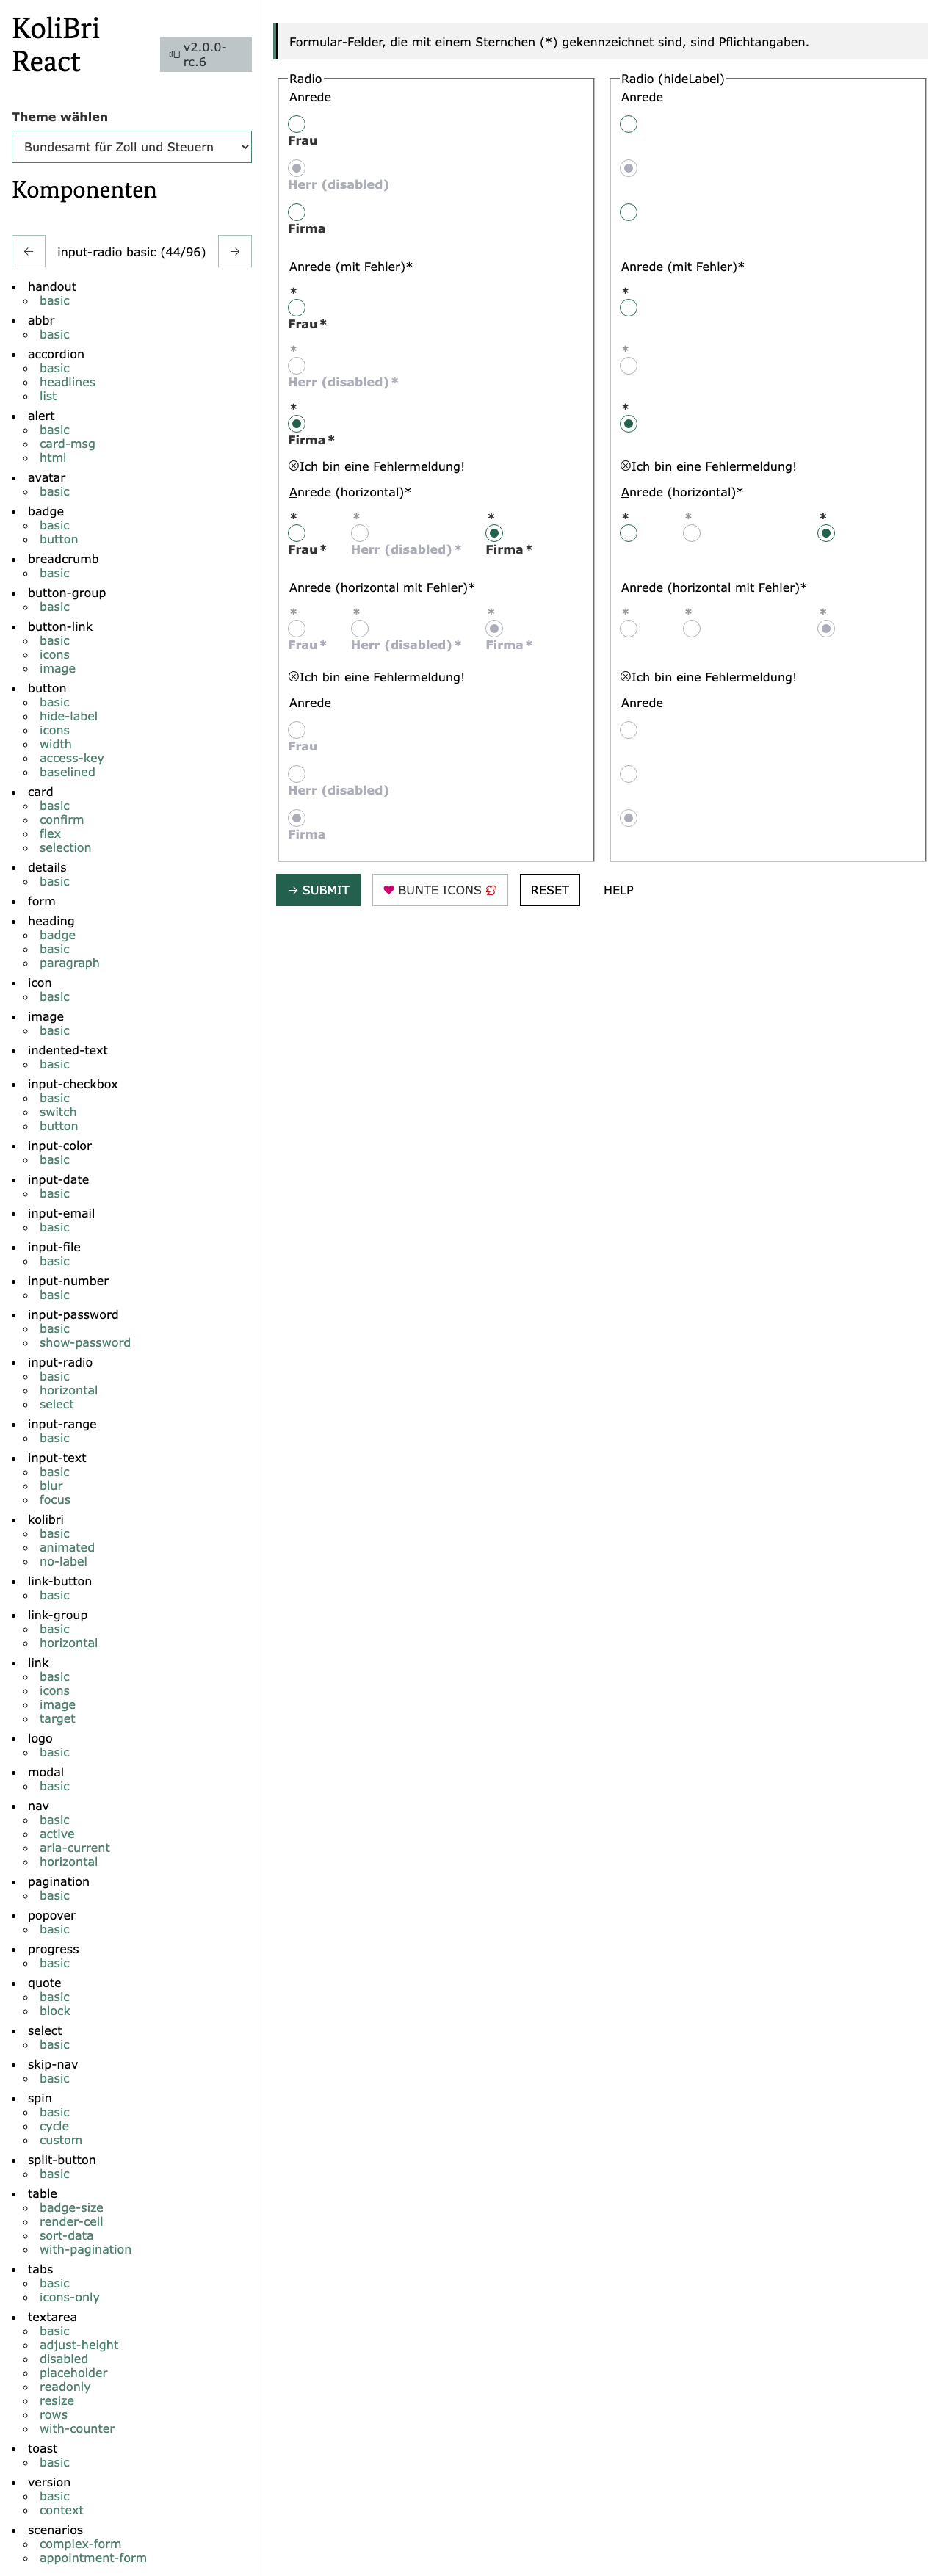 KoliBri
React
v2.0.0-
rc.6
Theme wählen
Bundesamt für Zoll und Steuern
Komponenten
← input-radio basic (44/96) →
handout
basic
abbr
basic
accordion
basic
headlines
list
alert
basic
card-msg
html
avatar
basic
badge
basic
button
breadcrumb
basic
button-group
basic
button-link
basic
icons
image
button
basic
hide-label
icons
width
access-key
baselined
card
basic
confirm
flex
selection
details
basic
form
heading
badge
basic
paragraph
icon
basic
image
basic
indented-text
basic
input-checkbox
basic
switch
button
input-color
basic
input-date
basic
input-email
basic
input-file
basic
input-number
basic
input-password
basic
show-password
input-radio
basic
horizontal
select
input-range
basic
input-text
basic
blur
focus
kolibri
basic
animated
no-label
link-button
basic
link-group
basic
horizontal
link
basic
icons
image
target
logo
basic
modal
basic
nav
basic
active
aria-current
horizontal
pagination
basic
popover
basic
progress
basic
quote
basic
block
select
basic
skip-nav
basic
spin
basic
cycle
custom
split-button
basic
table
badge-size
render-cell
sort-data
with-pagination
tabs
basic
icons-only
textarea
basic
adjust-height
disabled
placeholder
readonly
resize
rows
with-counter
toast
basic
version
basic
context
scenarios
complex-form
appointment-form
Formular-Felder, die mit einem Sternchen (*) gekennzeichnet sind, sind Pflichtangaben.
Radio
Anrede
Frau
Herr (disabled)
Firma
Anrede (mit Fehler)*
*
Frau*
*
Herr (disabled)*
*
Firma*
Ich bin eine Fehlermeldung!
Anrede (horizontal)*
* * *
Frau* Herr (disabled)* Firma*
Anrede (horizontal mit Fehler)*
* * *
Frau* Herr (disabled)* Firma*
Ich bin eine Fehlermeldung!
Anrede
Frau
Herr (disabled)
Firma
Radio (hideLabel)
Anrede
Anrede (mit Fehler)*
*
*
*
Ich bin eine Fehlermeldung!
Anrede (horizontal)*
* * *
Anrede (horizontal mit Fehler)*
* * *
Ich bin eine Fehlermeldung!
Anrede
→ SUBMIT BUNTE ICONS RESET HELP